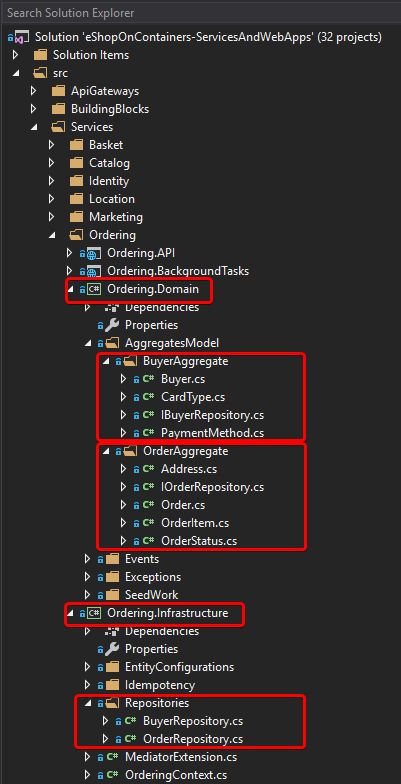 Search Solution Explorer
Solution 'eShopOnContainers-ServicesAndWebApps' (32 projects)
Solution Items
src
ApiGateways
BuildingBlocks
Services
Basket
Catalog
Identity
Location
Marketing
Ordering
Ordering.API
Ordering.BackgroundTasks
C# Ordering.Domain
Dependencies
Properties
AggregatesModel
BuyerAggregate
C# Buyer.cs
C# CardType.cs
C# IBuyerRepository.cs
C# PaymentMethod.cs
OrderAggregate
C# Address.cs
C# IOrderRepository.cs
C# Order.cs
C# OrderItem.cs
C# OrderStatus.cs
Events
Exceptions
SeedWork
C# Ordering.Infrastructure
Dependencies
Properties
EntityConfigurations
Idempotency
Repositories
C# BuyerRepository.cs
C# OrderRepository.cs
C# MediatorExtension.cs
C# OrderingContext.cs